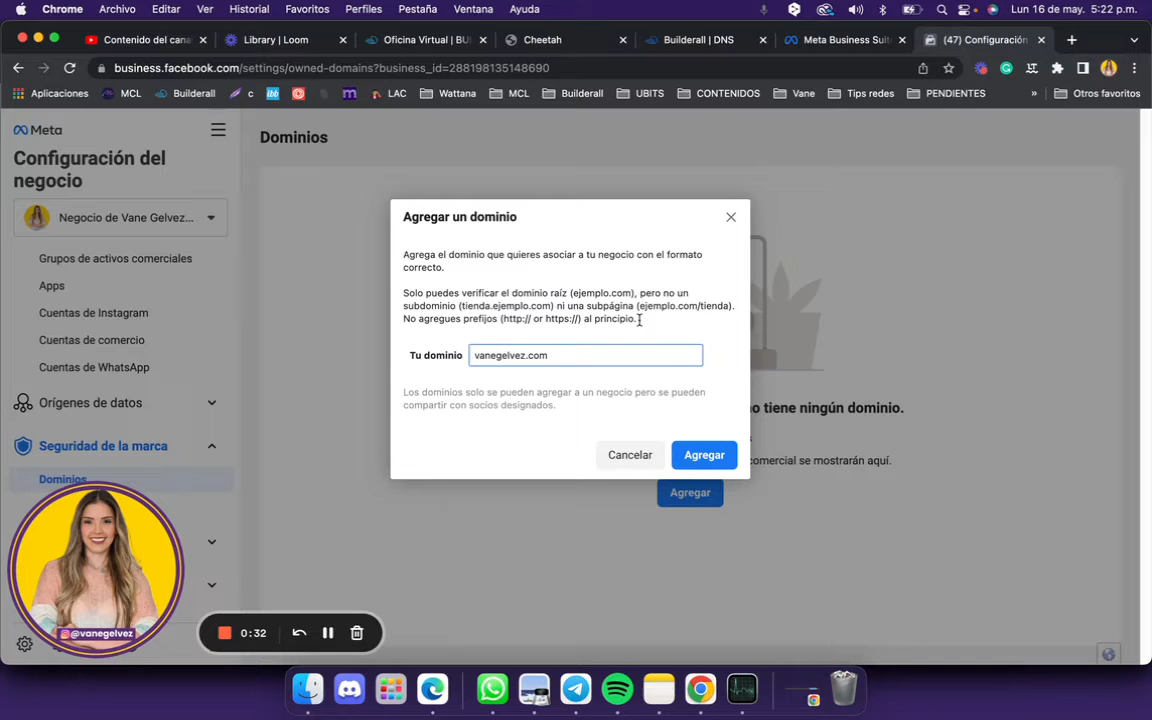 Chrome Archivo Editar Ver Historial Favoritos Perfiles Pestaña Ventana Ayuda Lun 16 de may. 5:22 p.m.
Contenido del cana Library | Loom Oficina Virtual | BU Cheetah Builderall | DNS Meta Business Suite (47) Configuración
business.facebook.com/settings/owned-domains?business_id=288198135148690
Aplicaciones MCL Builderall c ibb m LAC Wattana MCL Builderall UBITS CONTENIDOS Vane Tips redes PENDIENTES » Otros favoritos
Meta
Dominios
Configuración del
negocio
Negocio de Vane Gelvez...
Grupos de activos comerciales
Apps
Cuentas de Instagram
Cuentas de comercio
Cuentas de WhatsApp
Orígenes de datos
Seguridad de la marca
Dominios
Agregar un dominio
Agrega el dominio que quieres asociar a tu negocio con el formato
correcto.
Solo puedes verificar el dominio raíz (ejemplo.com), pero no un
subdominio (tienda.ejemplo.com) ni una subpágina (ejemplo.com/tienda).
No agregues prefijos (http:// or https://) al principio.
Tu dominio vanegelvez.com
Los dominios solo se pueden agregar a un negocio pero se pueden
compartir con socios designados.
Cancelar Agregar
no tiene ningún dominio.
comercial se mostrarán aquí.
Agregar
@vanegelvez
0:32